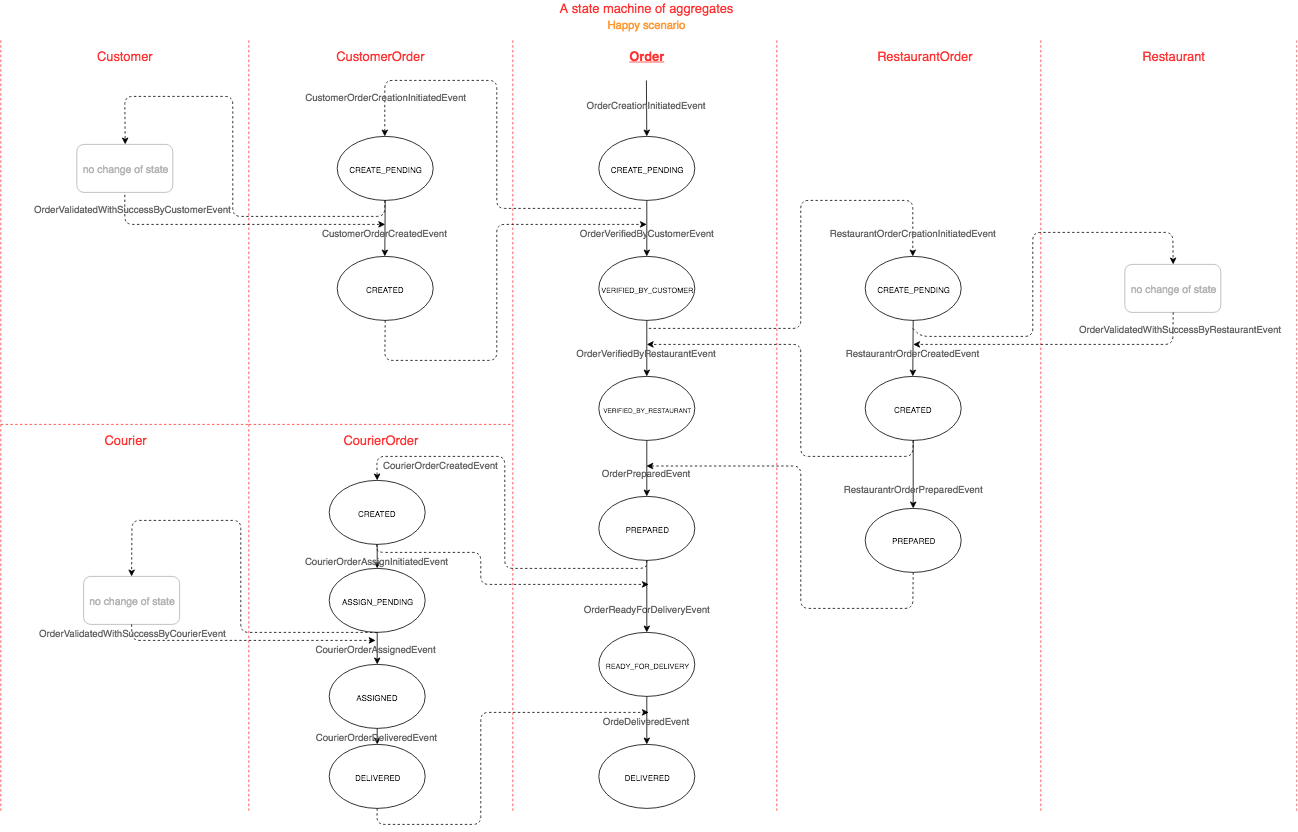 A state machine of aggregates
Happy scenario
Customer
CustomerOrder
Order
RestaurantOrder
Restaurant
CustomerOrderCreationInitiatedEvent
OrderCreationInitiatedEvent
no change of state
CREATE_PENDING
CREATE_PENDING
OrderValidatedWithSuccessByCustomerEvent
CustomerOrderCreatedEvent
OrderVerifiedByCustomerEvent
RestaurantOrderCreationInitiatedEvent
CREATED
VERIFIED_BY_CUSTOMER
CREATE_PENDING
no change of state
OrderValidatedWithSuccessByRestaurantEvent
OrderVerifiedByRestaurantEvent
RestaurantrOrderCreatedEvent
VERIFIED_BY_RESTAURANT
CREATED
Courier
CourierOrder
CourierOrderCreatedEvent
OrderPreparedEvent
RestaurantrOrderPreparedEvent
CREATED
PREPARED
PREPARED
CourierOrderAssignInitiatedEvent
no change of state
ASSIGN_PENDING
OrderReadyForDeliveryEvent
OrderValidatedWithSuccessByCourierEvent
CourierOrderAssignedEvent
READY_FOR_DELIVERY
ASSIGNED
OrdeDeliveredEvent
CourierOrderDeliveredEvent
DELIVERED
DELIVERED